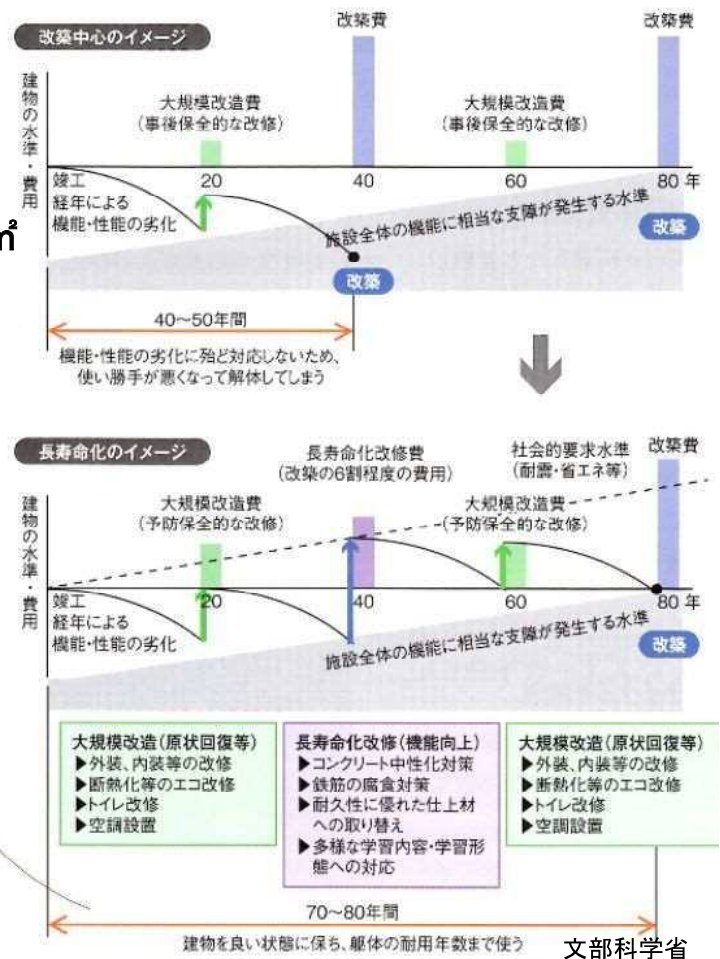 改築中心のイメージ
改築費
改築費
建物の水準・費用
大規模改造費
(事後保全的な改修)
大規模改造費
(事後保全的な改修)
竣工
20
40
60
80 年
経年による
機能・性能の劣化
㎡
施設全体の機能に相当な支障が発生する水準
改築
改築
40〜50年間
機能・性能の劣化に殆ど対応しないため、
使い勝手が悪くなって解体してしまう
長寿命化のイメージ
長寿命化改修費
(改築の6割程度の費用)
社会的要求水準
(耐震・省エネ等)
改築費
建物の水準・費用
大規模改造費
(予防保全的な改修)
大規模改造費
(予防保全的な改修)
竣工
20
40
60
80 年
経年による
機能・性能の劣化
施設全体の機能に相当な支障が発生する水準
改築
大規模改造(原状回復等)
▶外装、内装等の改修
▶断熱化等のエコ改修
▶トイレ改修
▶空調設置
長寿命化改修(機能向上)
▶コンクリート中性化対策
▶鉄筋の腐食対策
▶耐久性に優れた仕上材
への取り替え
▶多様な学習内容・学習形
態への対応
大規模改造(原状回復等)
▶外装、内装等の改修
▶断熱化等のエコ改修
▶トイレ改修
▶空調設置
70〜80年間
建物を良い状態に保ち、躯体の耐用年数まで使う
文部科学省